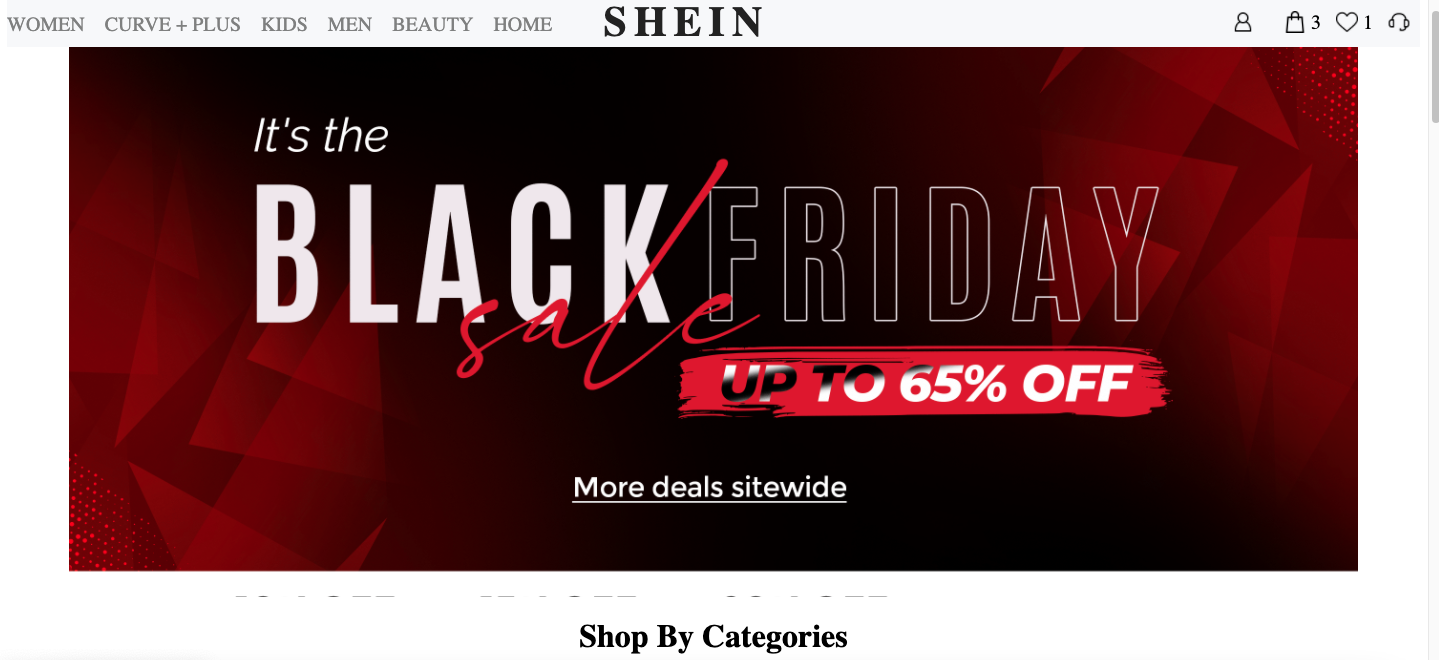 WOMEN CURVE + PLUS KIDS MEN BEAUTY HOME SHEIN 3 1
It's the
BLACK FRIDAY
sale
UP TO 65% OFF
More deals sitewide
Shop By Categories